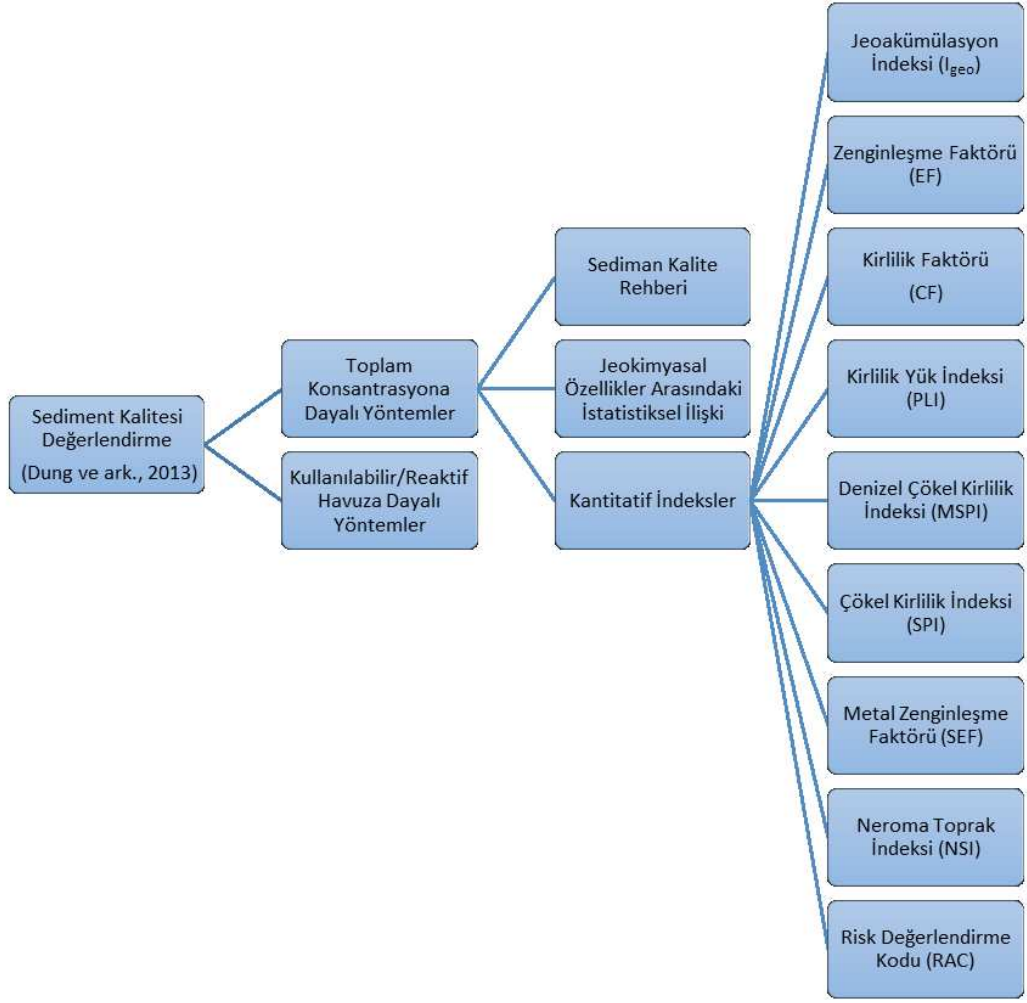 Sediment Kalitesi
Değerlendirme
(Dung ve ark., 2013)
Toplam
Konsantrasyona
Dayalı Yöntemler
Kullanılabilir/Reaktif
Havuza Dayalı
Yöntemler
Sediman Kalite
Rehberi
Jeokimyasal
Özellikler Arasındaki
İstatistiksel İlişki
Kantitatif İndeksler
Jeoakümülasyon
İndeksi (Igeo)
Zenginleşme Faktörü
(EF)
Kirlilik Faktörü
(CF)
Kirlilik Yük İndeksi
(PLI)
Denizel Çökel Kirlilik
İndeksi (MSPI)
Çökel Kirlilik İndeksi
(SPI)
Metal Zenginleşme
Faktörü (SEF)
Neroma Toprak
İndeksi (NSI)
Risk Değerlendirme
Kodu (RAC)